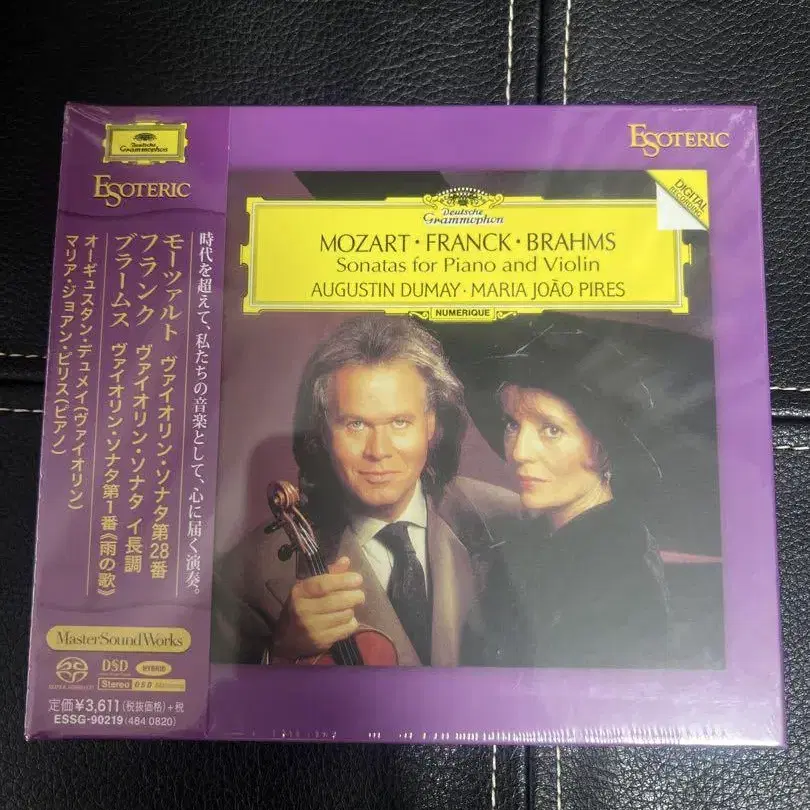 Deutsche
Grammophon
ESOTERIC
時代を超えて、私たちの音楽として、心に届く演奏。
モーツァルト ヴァイオリン・ソナタ第28番
フランク ヴァイオリン・ソナタ イ長調
ブラームス ヴァイオリン・ソナタ第1番《雨の歌》
オーギュスタン・デュメイ(ヴァイオリン)
マリア・ジョアン・ピリス(ピアノ)
MasterSoundWorks
DSD
HYBRID
Stereo DSD Mastering
定価¥3,611(税抜価格)+税
ESSG-90219(484 0820)
ESOTERIC
DIGITAL
RECORDING
Deutsche
Grammophon
MOZART・FRANCK・BRAHMS
Sonatas for Piano and Violin
AUGUSTIN DUMAY・MARIA JOÃO PIRES
NUMERIQUE